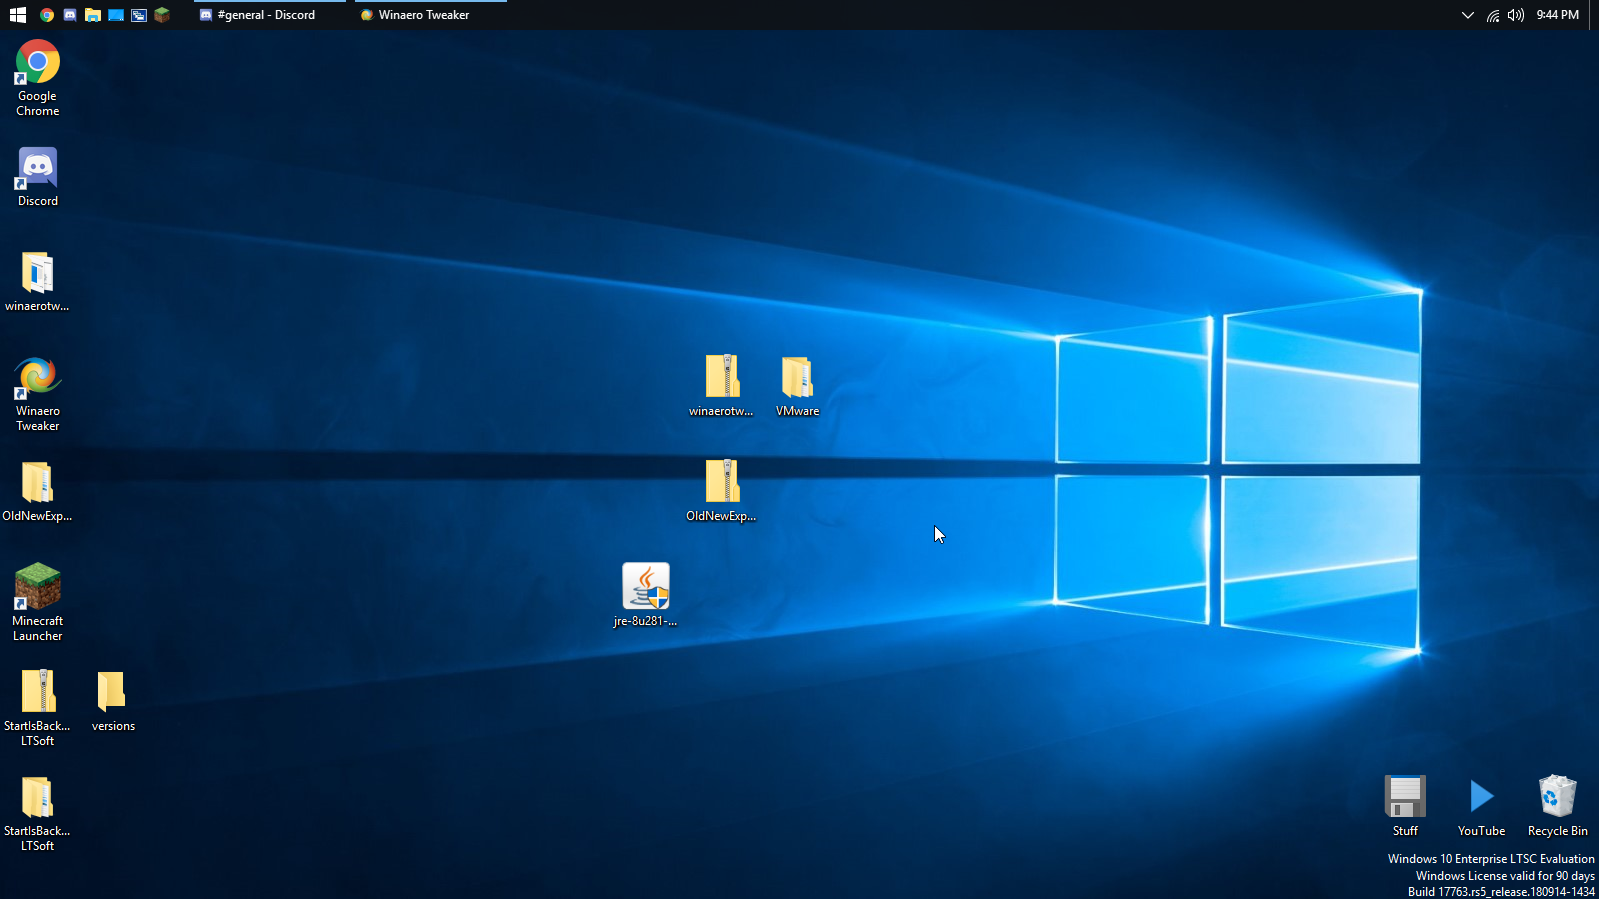 #general - Discord
Winaero Tweaker
9:44 PM
Google
Chrome
Discord
winaerotw...
Winaero
Tweaker
OldNewExp...
Minecraft
Launcher
StartIsBack...
LTSoft
versions
StartIsBack...
LTSoft
winaerotw...
VMware
OldNewExp...
jre-8u281-...
Stuff
YouTube
Recycle Bin
Windows 10 Enterprise LTSC Evaluation
Windows License valid for 90 days
Build 17763.rs5_release.180914-1434